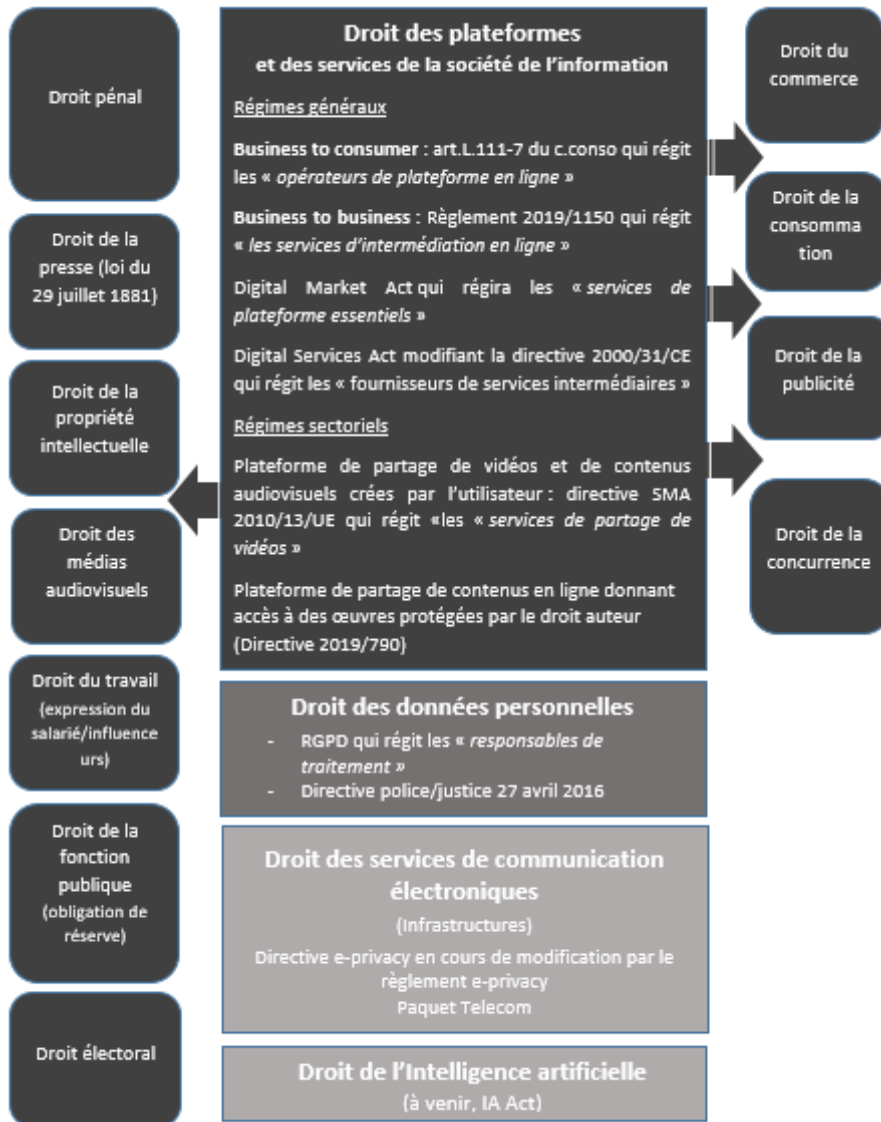 Droit pénal
Droit de la
presse (loi du
29 juillet 1881)
Droit de la
propriété
intellectuelle
Droit des
médias
audiovisuels
Droit du travail
(expression du
salarié/influence
urs)
Droit de la
fonction
publique
(obligation de
réserve)
Droit électoral
Droit des plateformes
et des services de la société de l'information
Régimes généraux
Business to consumer : art.L.111-7 du c.conso qui régit
les « opérateurs de plateforme en ligne »
Business to business : Règlement 2019/1150 qui régit
« les services d'intermédiation en ligne »
Digital Market Act qui régira les « services de
plateforme essentiels »
Digital Services Act modifiant la directive 2000/31/CE
qui régit les « fournisseurs de services intermédiaires »
Régimes sectoriels
Plateforme de partage de vidéos et de contenus
audiovisuels crées par l'utilisateur : directive SMA
2010/13/UE qui régit «les « services de partage de
vidéos »
Plateforme de partage de contenus en ligne donnant
accès à des œuvres protégées par le droit auteur
(Directive 2019/790)
Droit des données personnelles
- RGPD qui régit les « responsables de
traitement »
- Directive police/justice 27 avril 2016
Droit des services de communication
électroniques
(Infrastructures)
Directive e-privacy en cours de modification par le
règlement e-privacy
Paquet Telecom
Droit de l'Intelligence artificielle
(à venir, IA Act)
Droit du
commerce
Droit de la
consomma
tion
Droit de la
publicité
Droit de la
concurrence